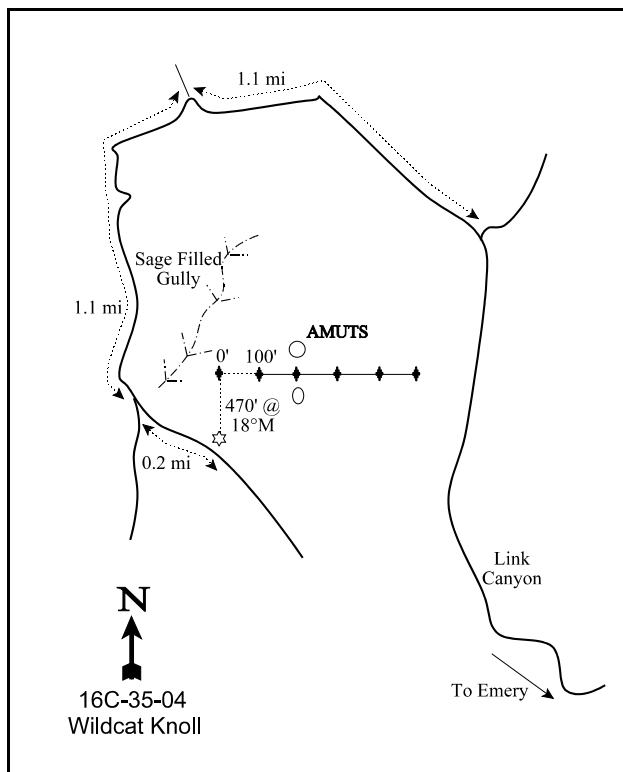 1.1 mi
Sage Filled
Gully
1.1 mi
AMUTS
0' 100'
470' @
18°M
0.2 mi
Link
Canyon
To Emery
N
16C-35-04
Wildcat Knoll